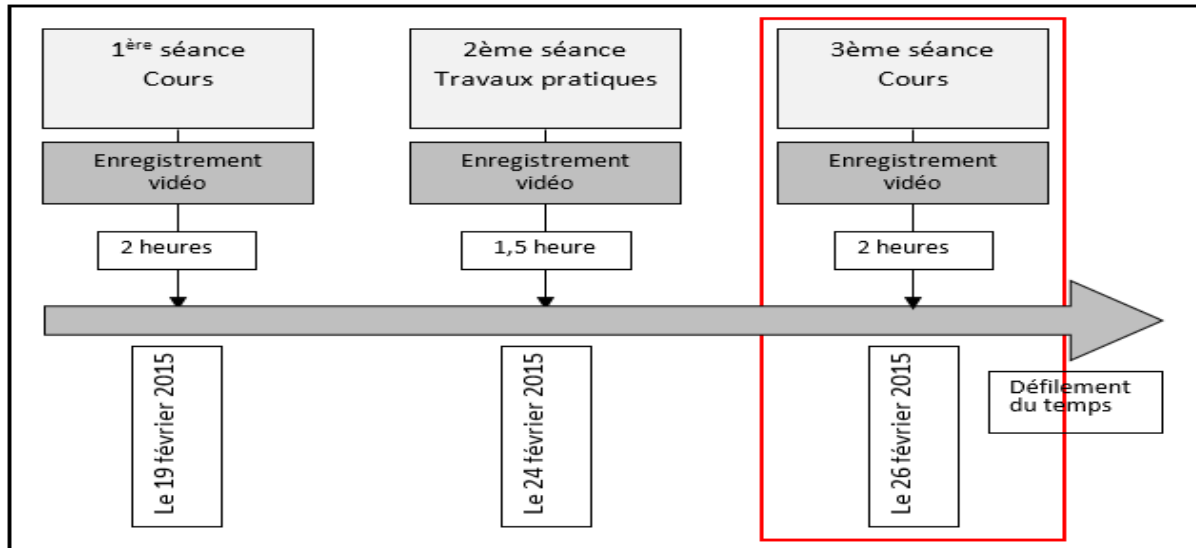 1ère séance
Cours
Enregistrement
vidéo
2 heures
Le 19 février 2015
2ème séance
Travaux pratiques
Enregistrement
vidéo
1,5 heure
Le 24 février 2015
3ème séance
Cours
Enregistrement
vidéo
2 heures
Le 26 février 2015
Défilement
du temps